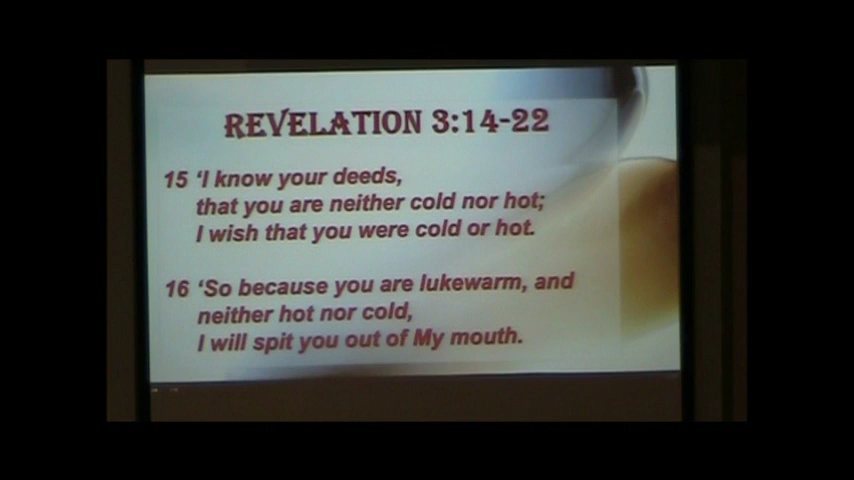 REVELATION 3:14-22
15 ‘I know your deeds,
that you are neither cold nor hot;
I wish that you were cold or hot.
16 ‘So because you are lukewarm, and
neither hot nor cold,
I will spit you out of My mouth.